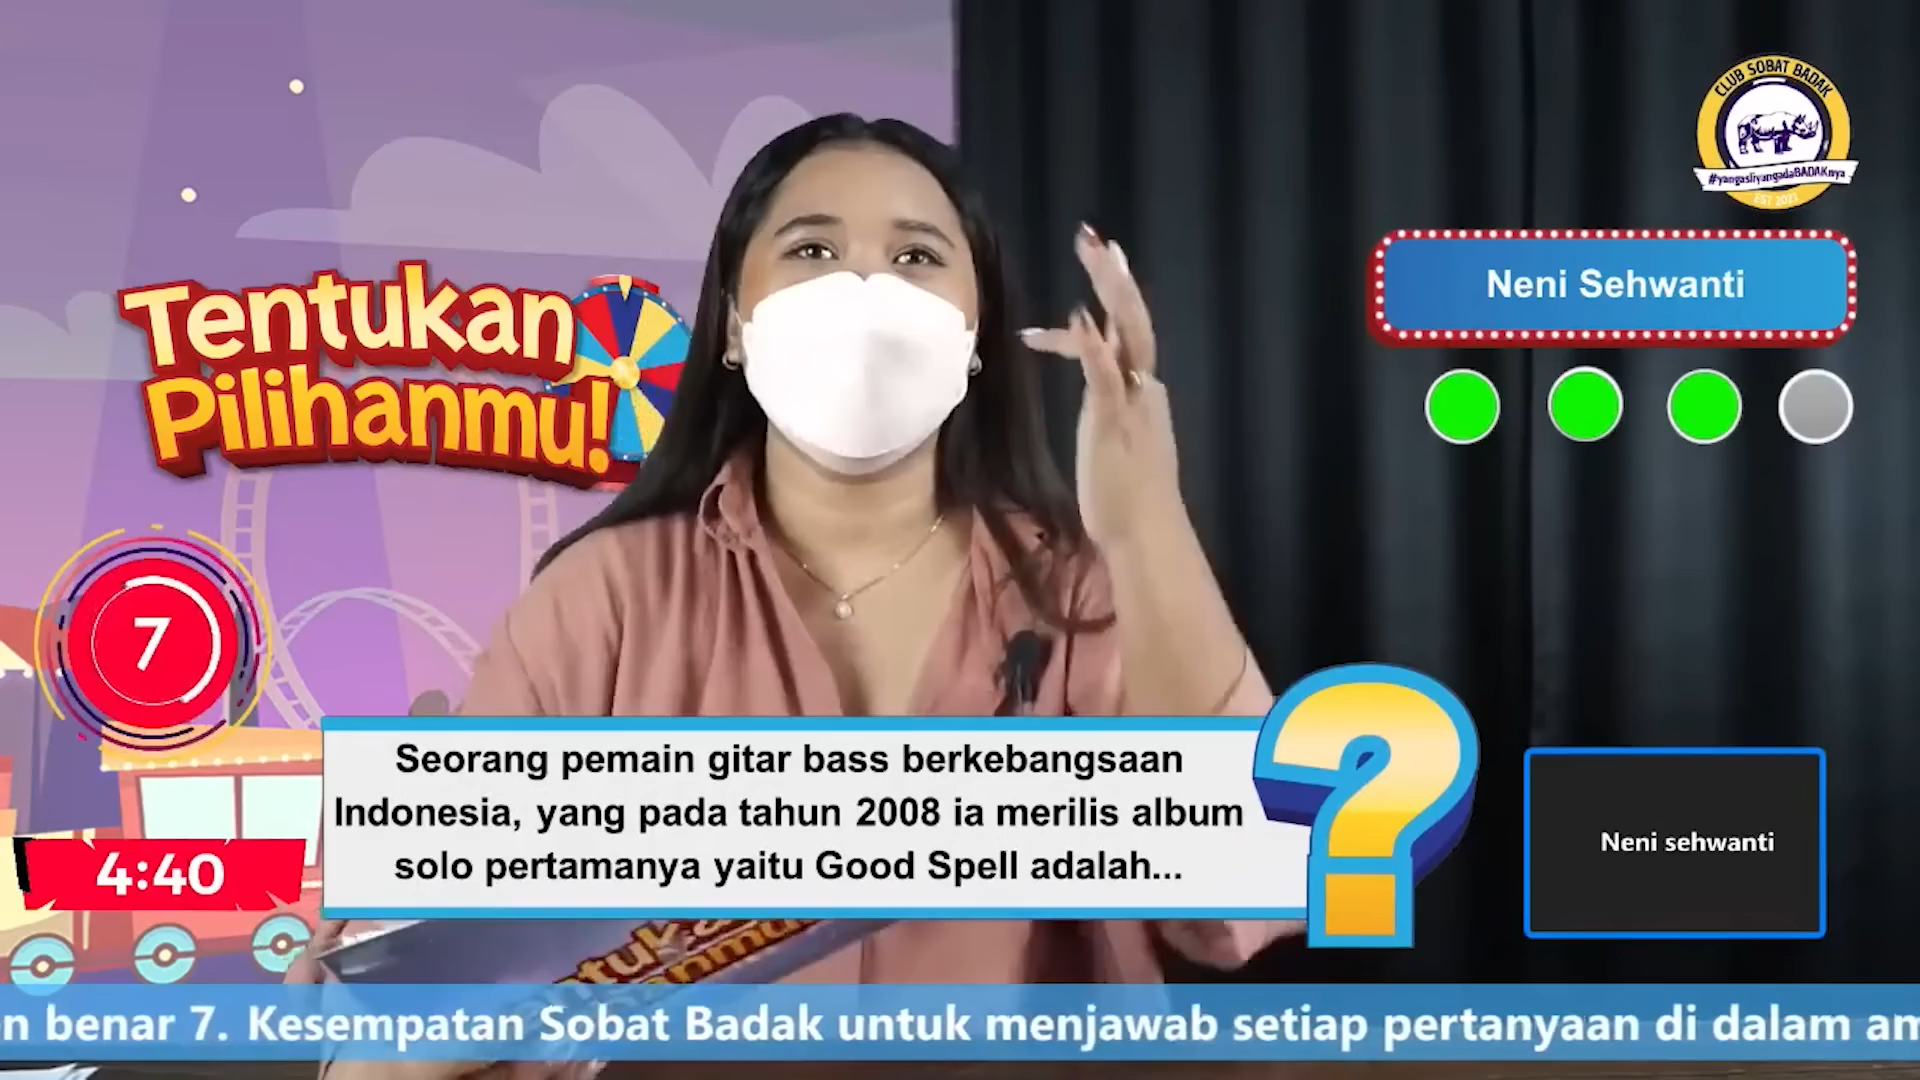 CLUB SOBAT BADAK
#yangasliyangadaBADAKnya
EST 2021
Tentukan
Pilihanmu!
Neni Sehwanti
7
4:40
Seorang pemain gitar bass berkebangsaan
Indonesia, yang pada tahun 2008 ia merilis album
solo pertamanya yaitu Good Spell adalah...
?
Neni sehwanti
n benar 7. Kesempatan Sobat Badak untuk menjawab setiap pertanyaan di dalam am